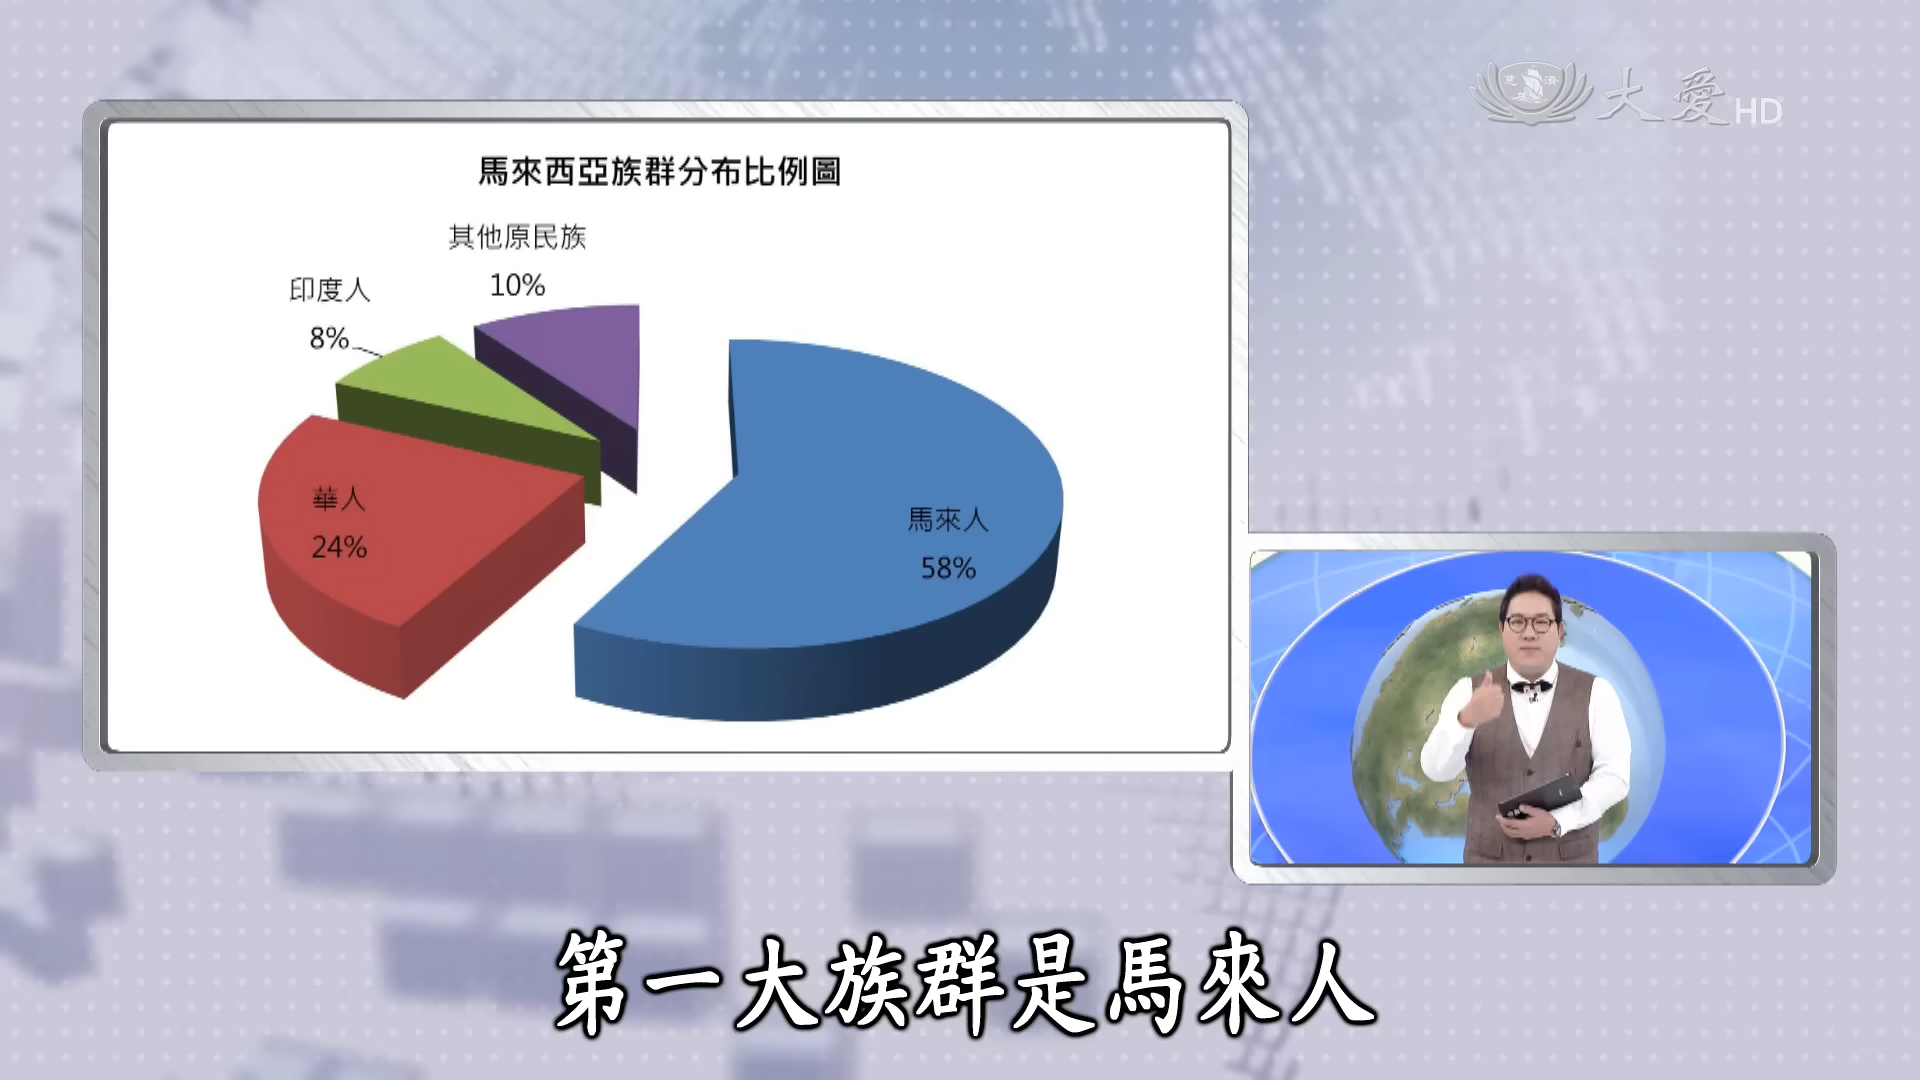 馬來西亞族群分布比例圖
其他原民族
10%
印度人
8%
華人
24%
馬來人
58%
大愛HD
第一大族群是馬來人